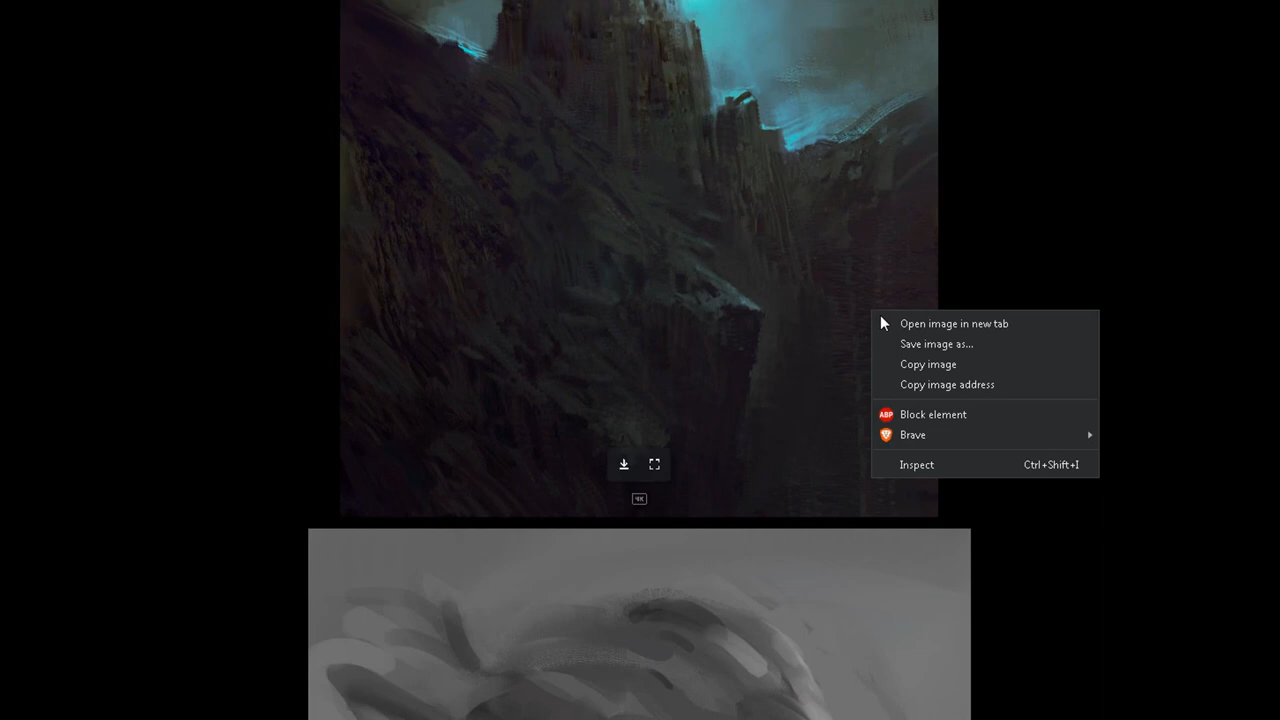 Open image in new tab
Save image as...
Copy image
Copy image address
ABP Block element
Brave
Inspect Ctrl+Shift+I
4K